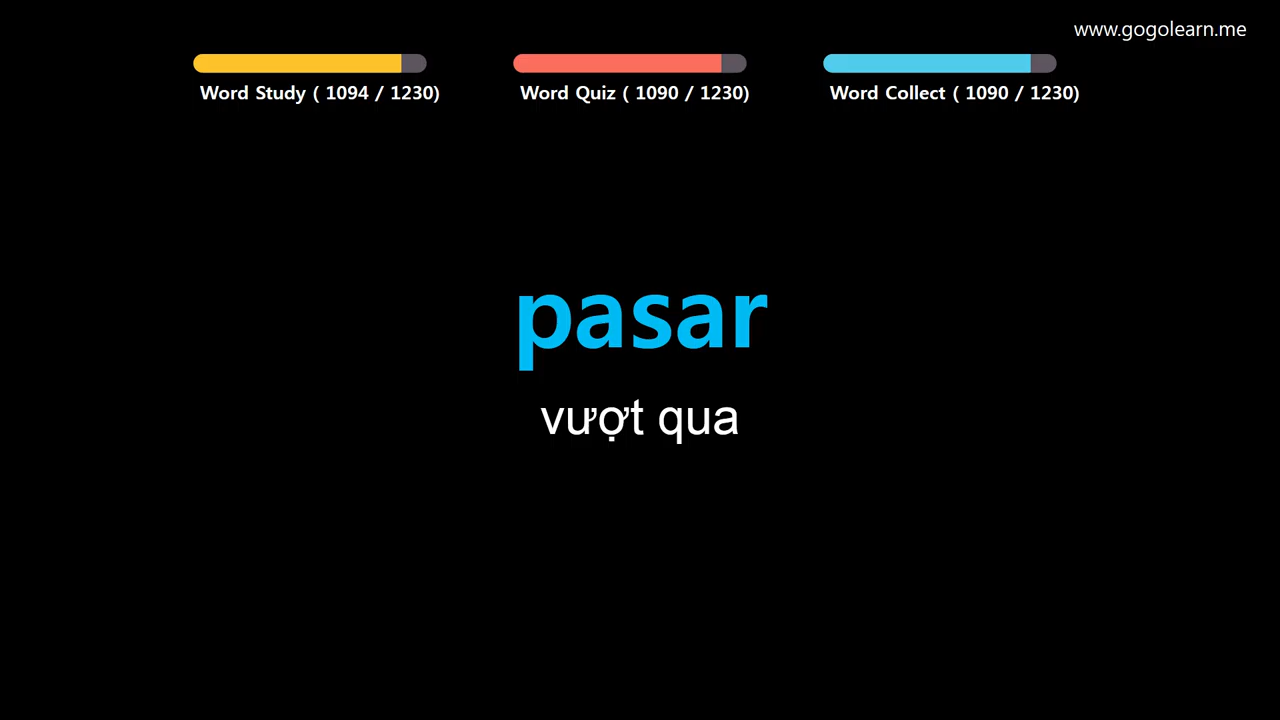 www.gogolearn.me
Word Study ( 1094 / 1230)
Word Quiz ( 1090 / 1230)
Word Collect ( 1090 / 1230)
pasar
vượt qua